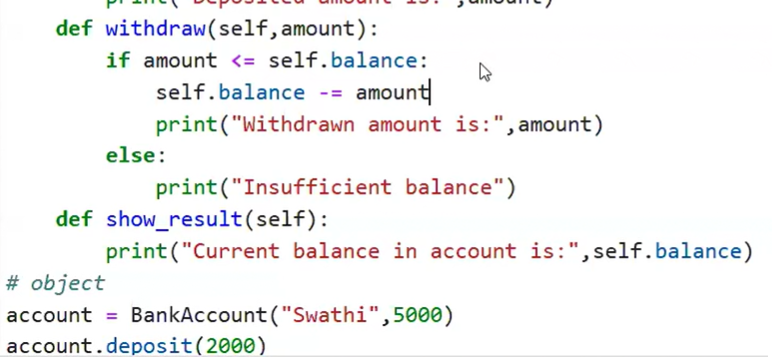 print("Deposited amount is:",amount)
    def withdraw(self,amount):
        if amount <= self.balance:
            self.balance -= amount
            print("Withdrawn amount is:",amount)
        else:
            print("Insufficient balance")
    def show_result(self):
        print("Current balance in account is:",self.balance)
# object
account = BankAccount("Swathi",5000)
account.deposit(2000)